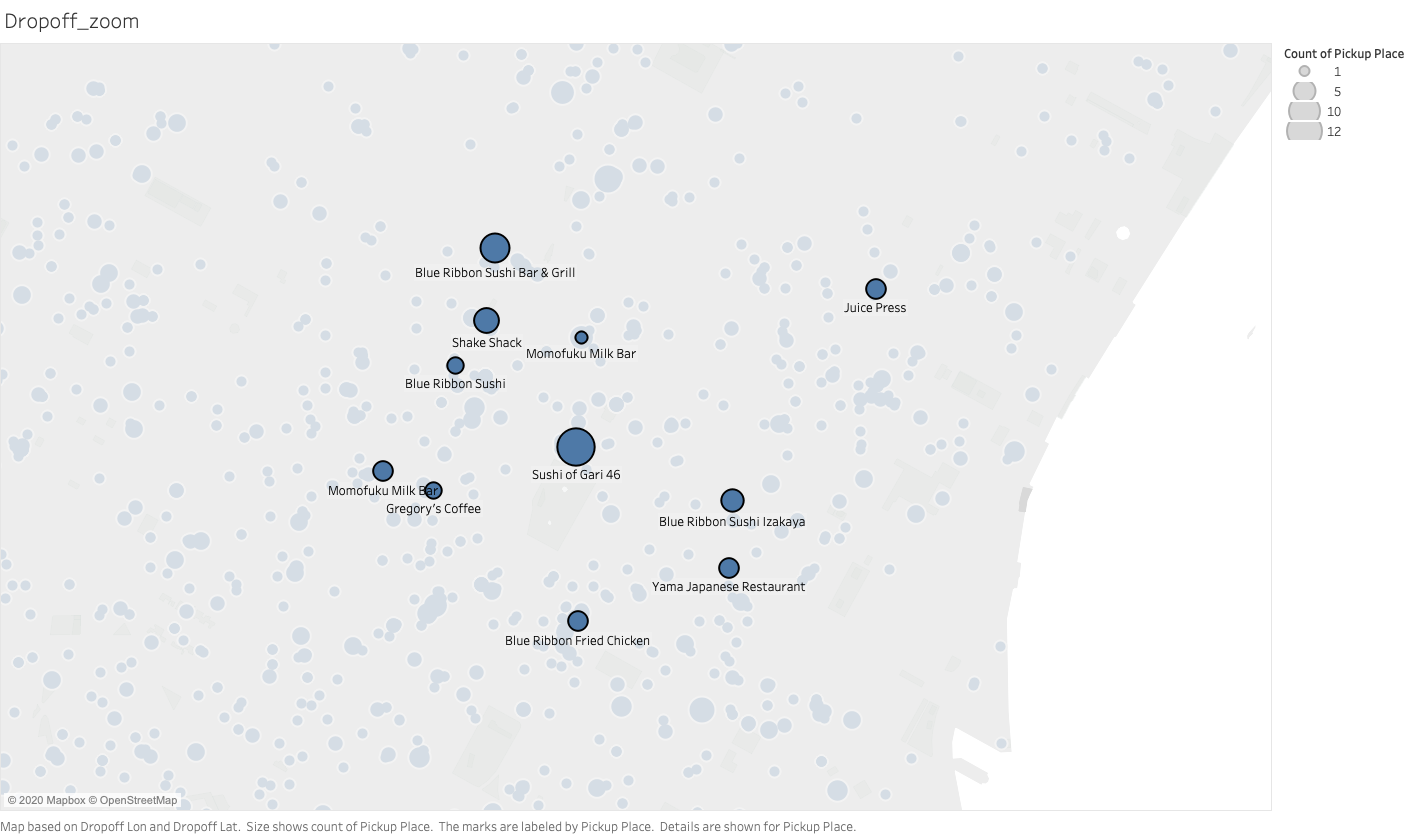 Dropoff_zoom
Count of Pickup Place
1
5
10
12
Blue Ribbon Sushi Bar & Grill
Juice Press
Shake Shack
Momofuku Milk Bar
Blue Ribbon Sushi
Sushi of Gari 46
Momofuku Milk Bar
Gregory's Coffee
Blue Ribbon Sushi Izakaya
Yama Japanese Restaurant
Blue Ribbon Fried Chicken
© 2020 Mapbox © OpenStreetMap
Map based on Dropoff Lon and Dropoff Lat. Size shows count of Pickup Place. The marks are labeled by Pickup Place. Details are shown for Pickup Place.